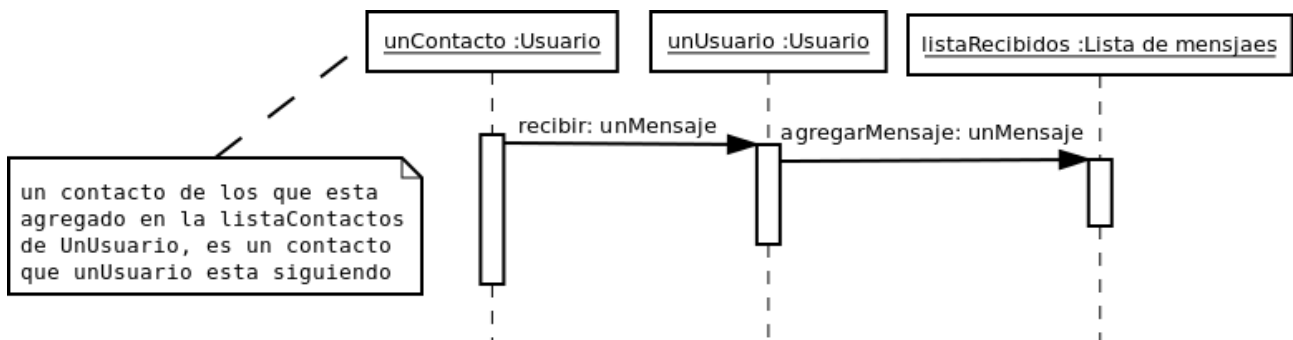 unContacto :Usuario
unUsuario :Usuario
listaRecibidos :Lista de mensjaes
recibir: unMensaje
agregarMensaje: unMensaje
un contacto de los que esta
agregado en la listaContactos
de UnUsuario, es un contacto
que unUsuario esta siguiendo